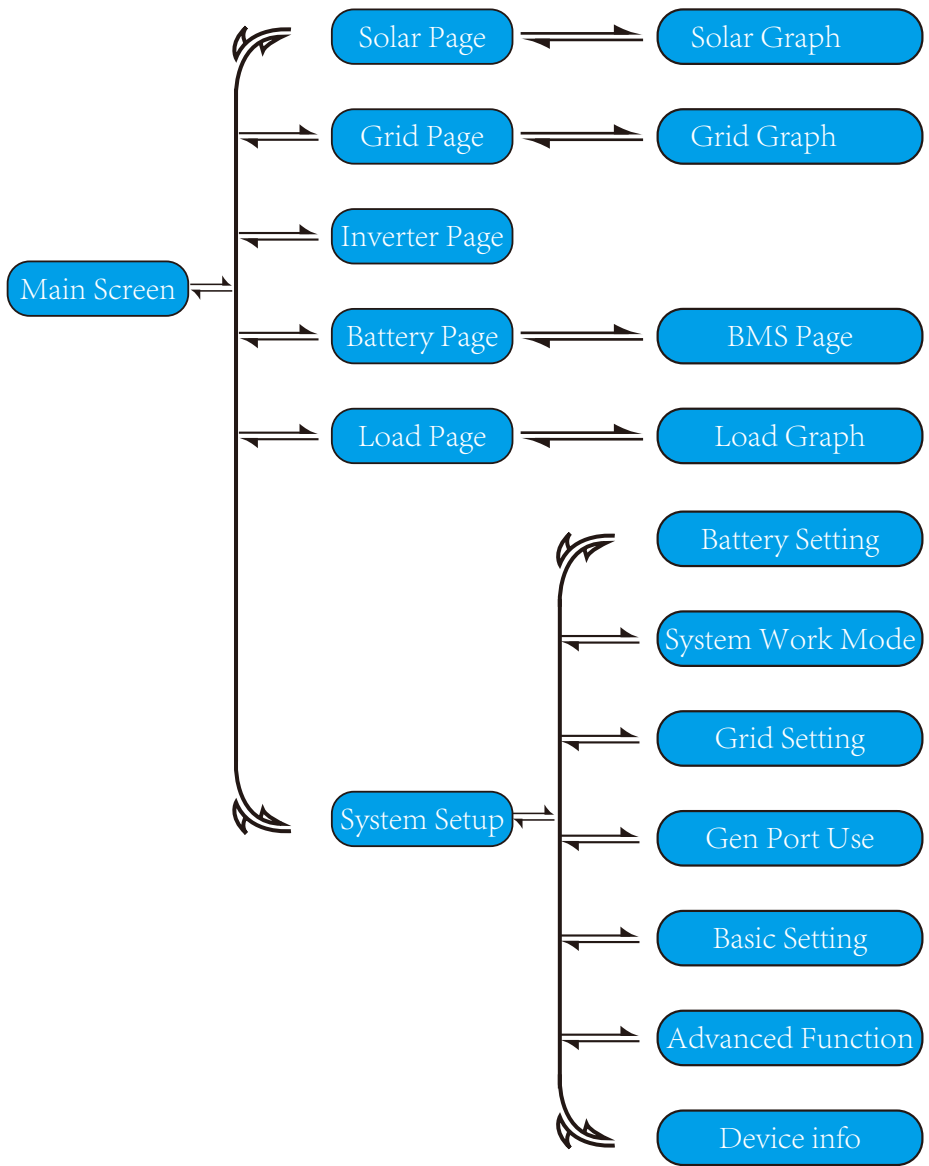 Solar Page
Solar Graph
Grid Page
Grid Graph
Inverter Page
Main Screen
Battery Page
BMS Page
Load Page
Load Graph
Battery Setting
System Work Mode
Grid Setting
System Setup
Gen Port Use
Basic Setting
Advanced Function
Device info